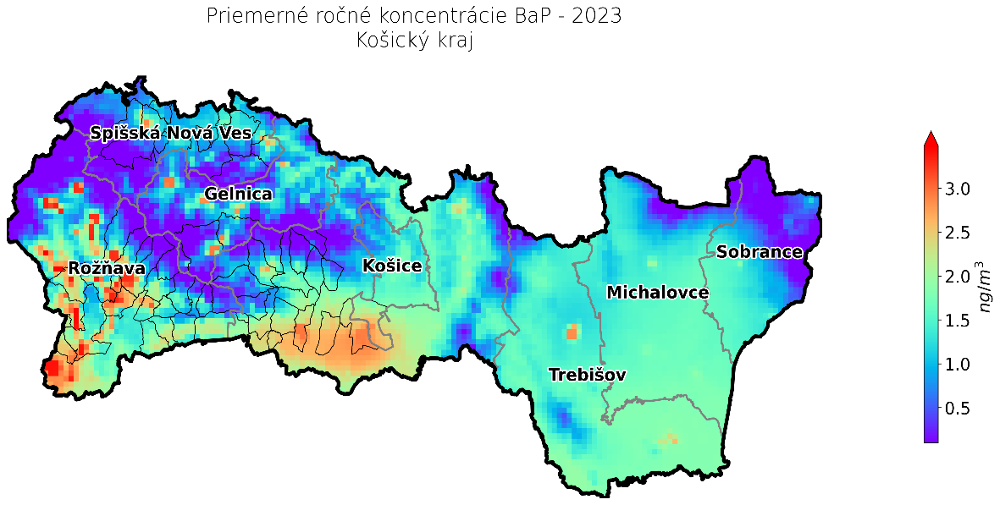 Priemerné ročné koncentrácie BaP - 2023
Košický kraj
Spišská Nová Ves
Gelnica
Rožňava
Košice
Sobrance
Michalovce
Trebišov
3.0
2.5
2.0
1.5
1.0
0.5
ng/m³